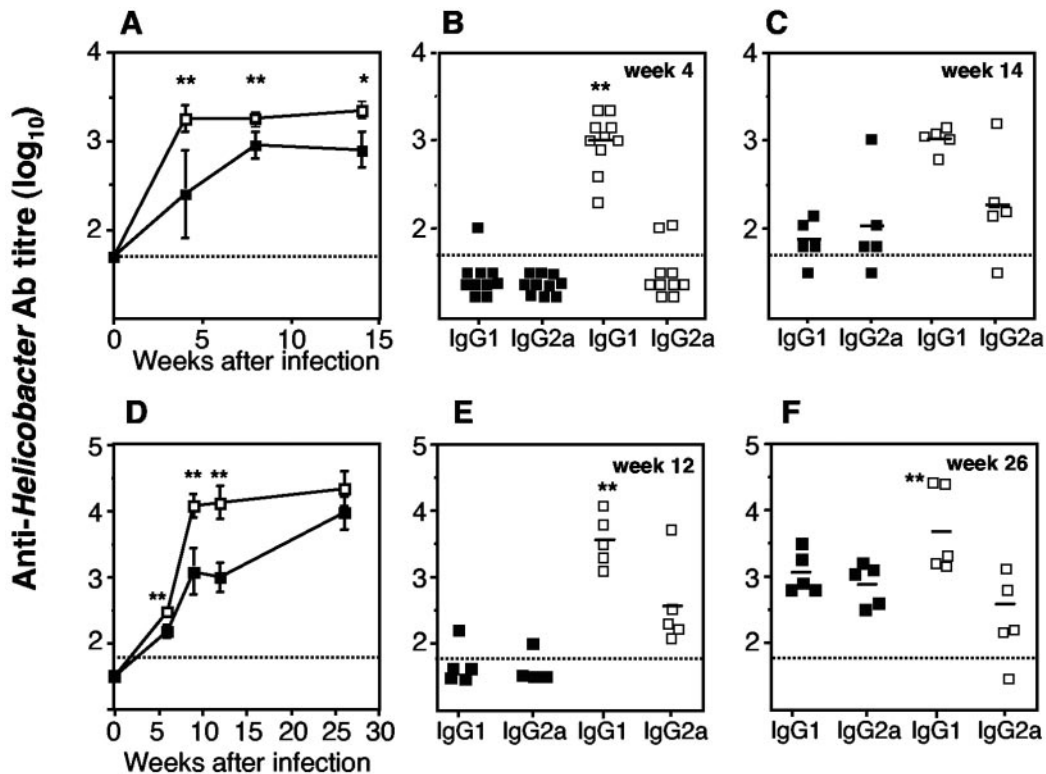 Anti-Helicobacter Ab titre (log10)
A
4
3
2
** ** *
0 5 10 15
Weeks after infection
B
week 4
4
3
2
**
IgG1 IgG2a IgG1 IgG2a
C
week 14
4
3
2
IgG1 IgG2a IgG1 IgG2a
D
5
4
3
2
** ** **
0 5 10 15 20 25 30
Weeks after infection
E
week 12
5
4
3
2
**
IgG1 IgG2a IgG1 IgG2a
F
week 26
5
4
3
2
**
IgG1 IgG2a IgG1 IgG2a